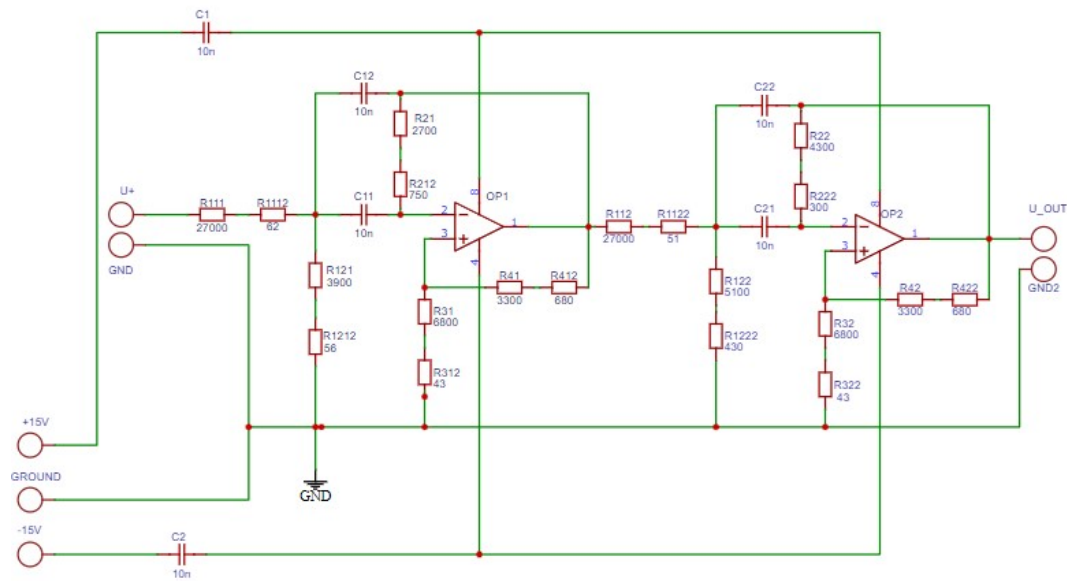 C1
10n
C12
10n
R21
2700
R212
750
C11
10n
U+
GND
R111
27000
R1112
62
R121
3900
R1212
56
8
OP1
2
3
1
4
R41
3300
R412
680
R31
6800
R312
43
R112
27000
R1122
51
C22
10n
R22
4300
R222
300
C21
10n
8
OP2
2
3
1
4
R122
5100
R1222
430
R42
3300
R422
680
R32
6800
R322
43
U_OUT
GND2
+15V
GROUND
-15V
GND
C2
10n